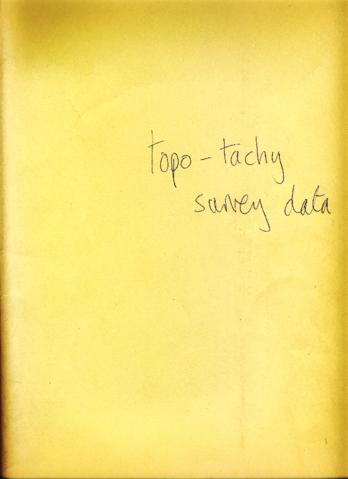 topo - tachy
survey data